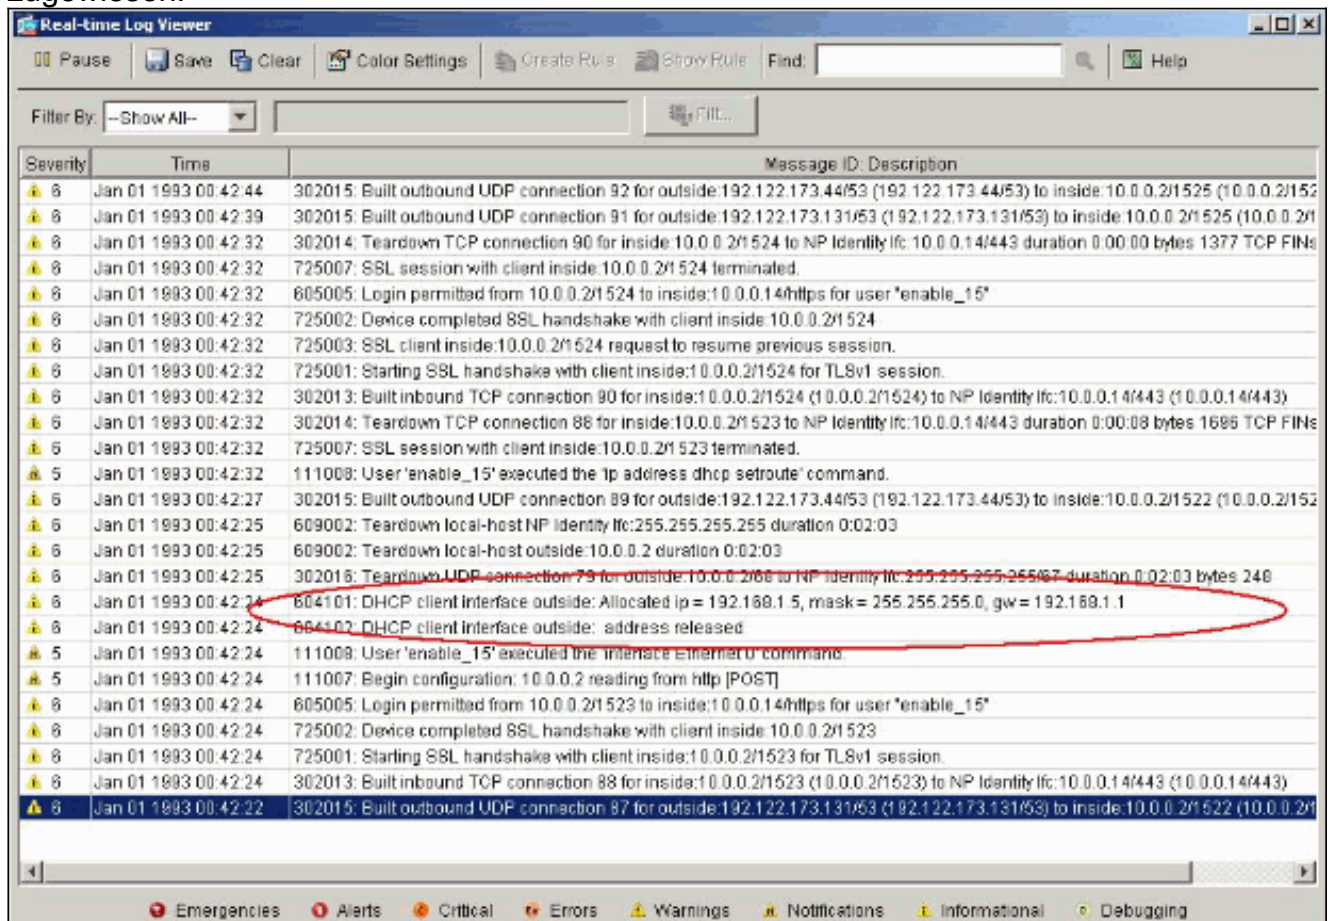 zugewiesen.
Real-time Log Viewer
Pause Save Clear Color Settings Create Rule Show Rule Find: Help
Filter By: --Show All-- Filt...
Severity Time Message ID: Description
6 Jan 01 1993 00:42:44 302015: Built outbound UDP connection 92 for outside:192.122.173.44/53 (192.122.173.44/53) to inside:10.0.0.2/1525 (10.0.0.2/152
6 Jan 01 1993 00:42:39 302015: Built outbound UDP connection 91 for outside:192.122.173.131/53 (192.122.173.131/53) to inside:10.0.0.2/1525 (10.0.0.2/1
6 Jan 01 1993 00:42:32 302014: Teardown TCP connection 90 for inside:10.0.0.2/1524 to NP Identity Ifc:10.0.0.14/443 duration 0:00:00 bytes 1377 TCP FINs
6 Jan 01 1993 00:42:32 725007: SSL session with client inside:10.0.0.2/1524 terminated.
6 Jan 01 1993 00:42:32 605005: Login permitted from 10.0.0.2/1524 to inside:10.0.0.14/https for user "enable_15"
6 Jan 01 1993 00:42:32 725002: Device completed SSL handshake with client inside:10.0.0.2/1524
6 Jan 01 1993 00:42:32 725003: SSL client inside:10.0.0.2/1524 request to resume previous session.
6 Jan 01 1993 00:42:32 725001: Starting SSL handshake with client inside:10.0.0.2/1524 for TLSv1 session.
6 Jan 01 1993 00:42:32 302013: Built inbound TCP connection 90 for inside:10.0.0.2/1524 (10.0.0.2/1524) to NP Identity Ifc:10.0.0.14/443 (10.0.0.14/443)
6 Jan 01 1993 00:42:32 302014: Teardown TCP connection 88 for inside:10.0.0.2/1523 to NP Identity Ifc:10.0.0.14/443 duration 0:00:08 bytes 1695 TCP FINs
6 Jan 01 1993 00:42:32 725007: SSL session with client inside:10.0.0.2/1523 terminated.
5 Jan 01 1993 00:42:32 111008: User 'enable_15' executed the 'ip address dhcp setroute' command.
6 Jan 01 1993 00:42:27 302015: Built outbound UDP connection 89 for outside:192.122.173.44/53 (192.122.173.44/53) to inside:10.0.0.2/1522 (10.0.0.2/152
6 Jan 01 1993 00:42:25 609002: Teardown local-host NP Identity Ifc:255.255.255.255 duration 0:02:03
6 Jan 01 1993 00:42:25 609002: Teardown local-host outside:10.0.0.2 duration 0:02:03
6 Jan 01 1993 00:42:25 302016: Teardown UDP connection 79 for outside:10.0.0.2/68 to NP Identity Ifc:255.255.255.255/67 duration 0:02:03 bytes 248
6 Jan 01 1993 00:42:24 604101: DHCP client interface outside: Allocated ip = 192.168.1.5, mask = 255.255.255.0, gw = 192.168.1.1
6 Jan 01 1993 00:42:24 604102: DHCP client interface outside: address released
5 Jan 01 1993 00:42:24 111008: User 'enable_15' executed the 'interface Ethernet 0' command.
5 Jan 01 1993 00:42:24 111007: Begin configuration: 10.0.0.2 reading from http [POST]
6 Jan 01 1993 00:42:24 605005: Login permitted from 10.0.0.2/1523 to inside:10.0.0.14/https for user "enable_15"
6 Jan 01 1993 00:42:24 725002: Device completed SSL handshake with client inside:10.0.0.2/1523
6 Jan 01 1993 00:42:24 725001: Starting SSL handshake with client inside:10.0.0.2/1523 for TLSv1 session.
6 Jan 01 1993 00:42:24 302013: Built inbound TCP connection 88 for inside:10.0.0.2/1523 (10.0.0.2/1523) to NP Identity Ifc:10.0.0.14/443 (10.0.0.14/443)
6 Jan 01 1993 00:42:22 302015: Built outbound UDP connection 87 for outside:192.122.173.131/53 (192.122.173.131/53) to inside:10.0.0.2/1522 (10.0.0.2/1
Emergencies Alerts Critical Errors Warnings Notifications Informational Debugging